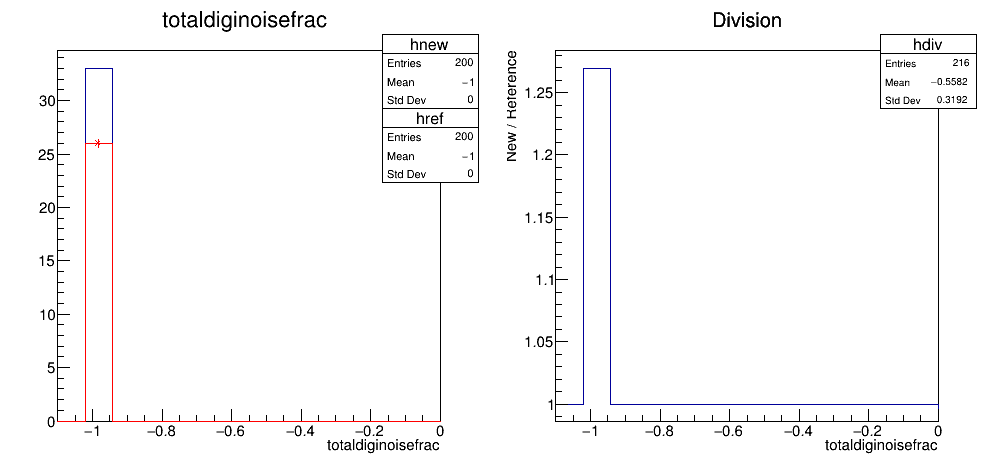 totaldiginoisefrac
hnew
Entries 200
Mean −1
Std Dev 0
href
Entries 200
Mean −1
Std Dev 0
30
25
20
15
10
5
0
−1 −0.8 −0.6 −0.4 −0.2 0
totaldiginoisefrac
Division
hdiv
Entries 216
Mean −0.5582
Std Dev 0.3192
New / Reference
1.25
1.2
1.15
1.1
1.05
1
−1 −0.8 −0.6 −0.4 −0.2 0
totaldiginoisefrac